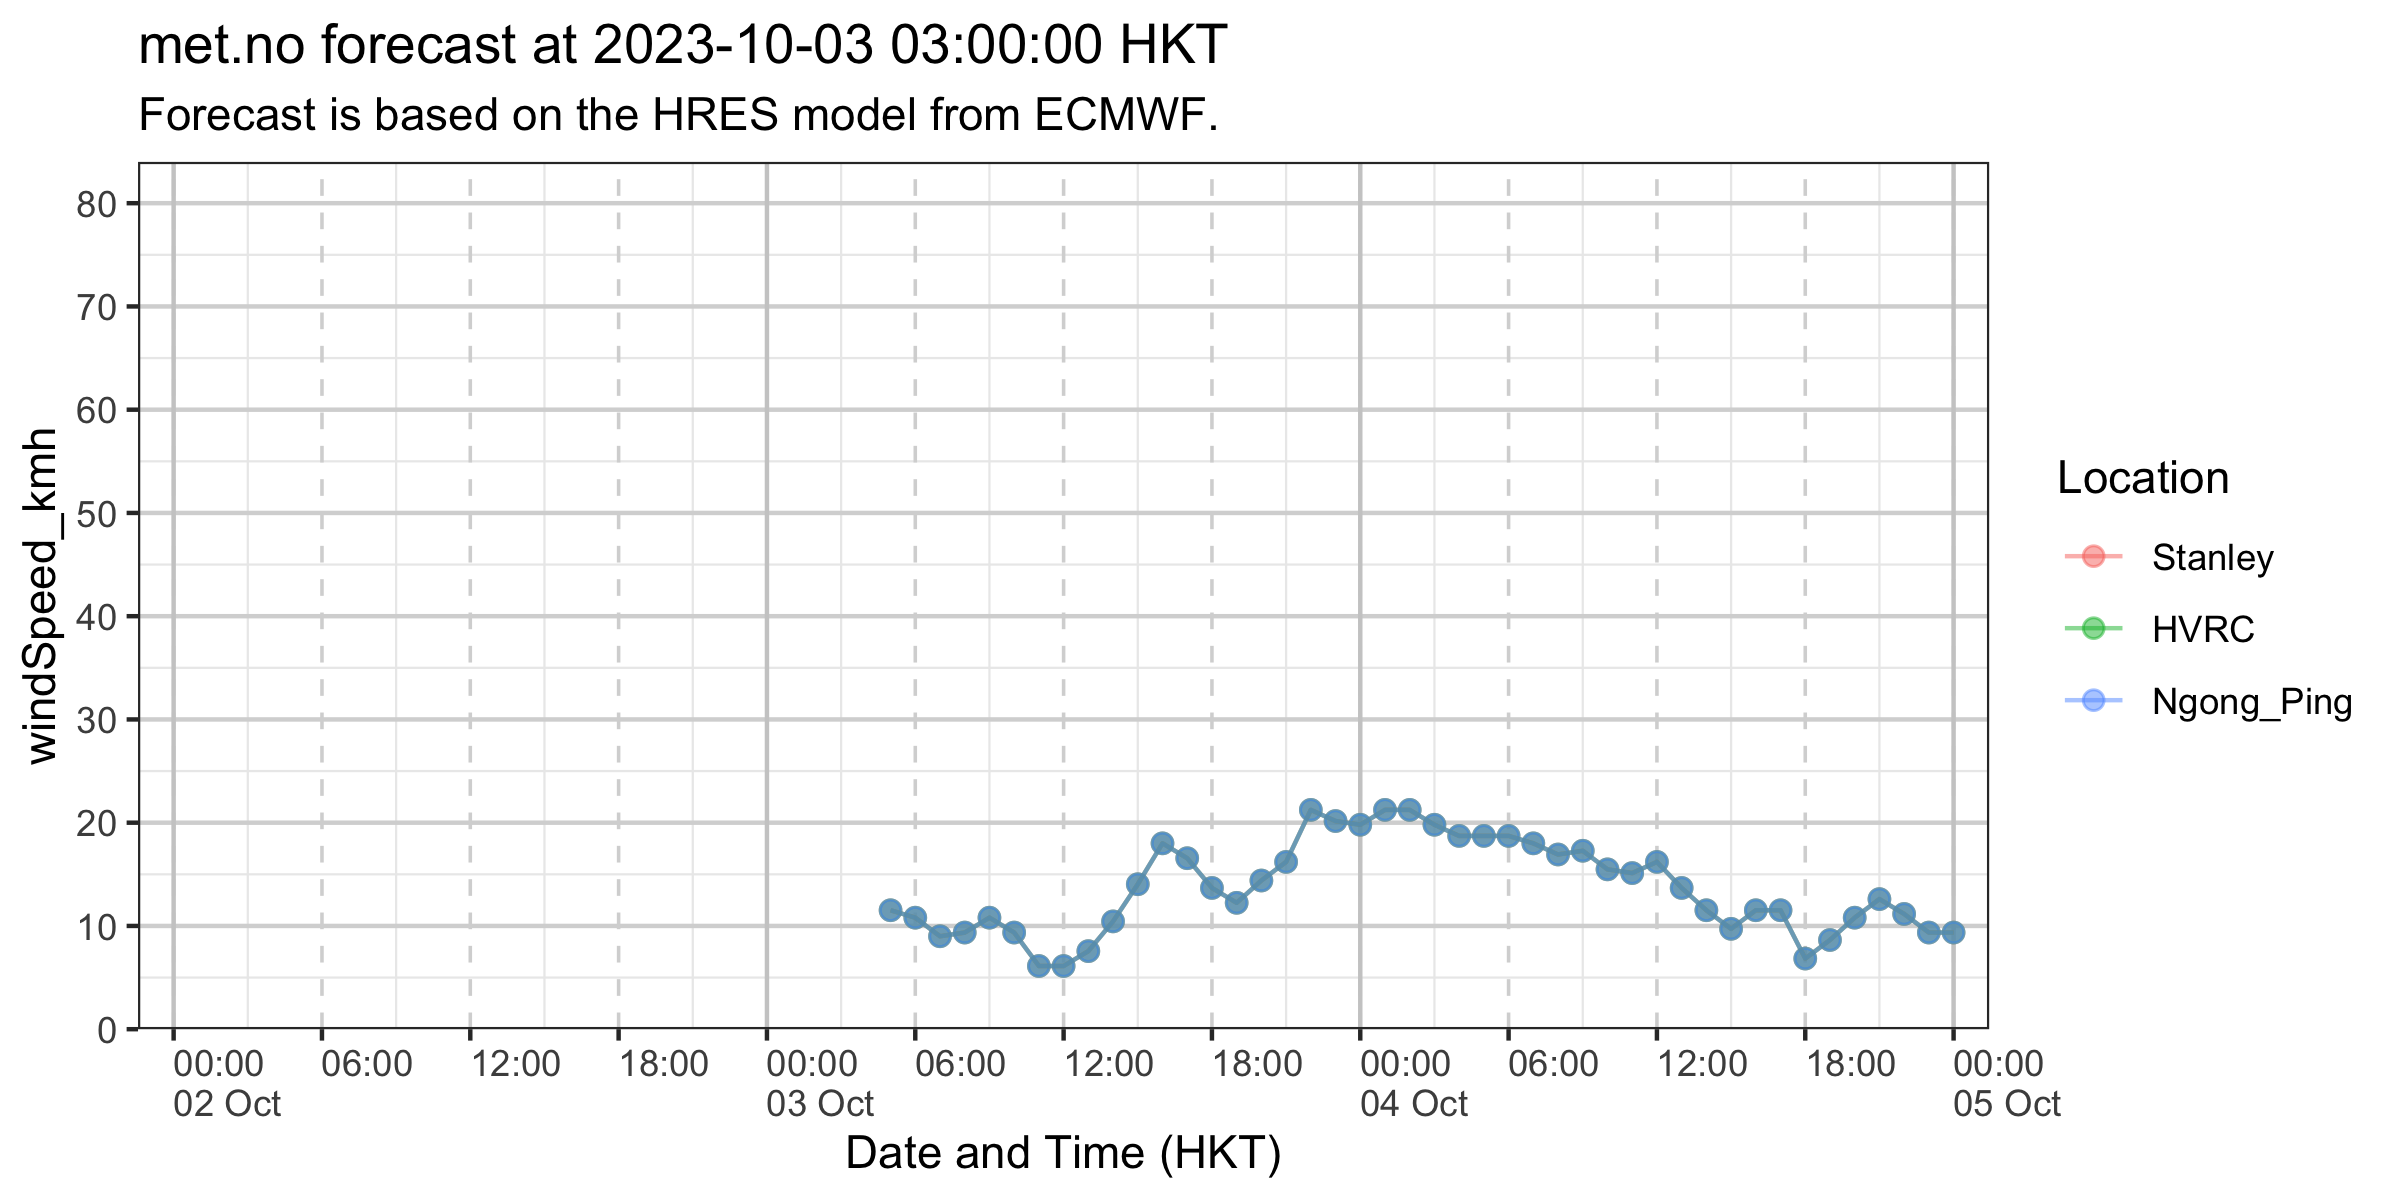 met.no forecast at 2023-10-03 03:00:00 HKT
Forecast is based on the HRES model from ECMWF.
windSpeed_kmh
80
70
60
50
40
30
20
10
0
00:00 06:00 12:00 18:00 00:00 06:00 12:00 18:00 00:00 06:00 12:00 18:00 00:00
02 Oct 03 Oct 04 Oct 05 Oct
Date and Time (HKT)
Location
Stanley
HVRC
Ngong_Ping